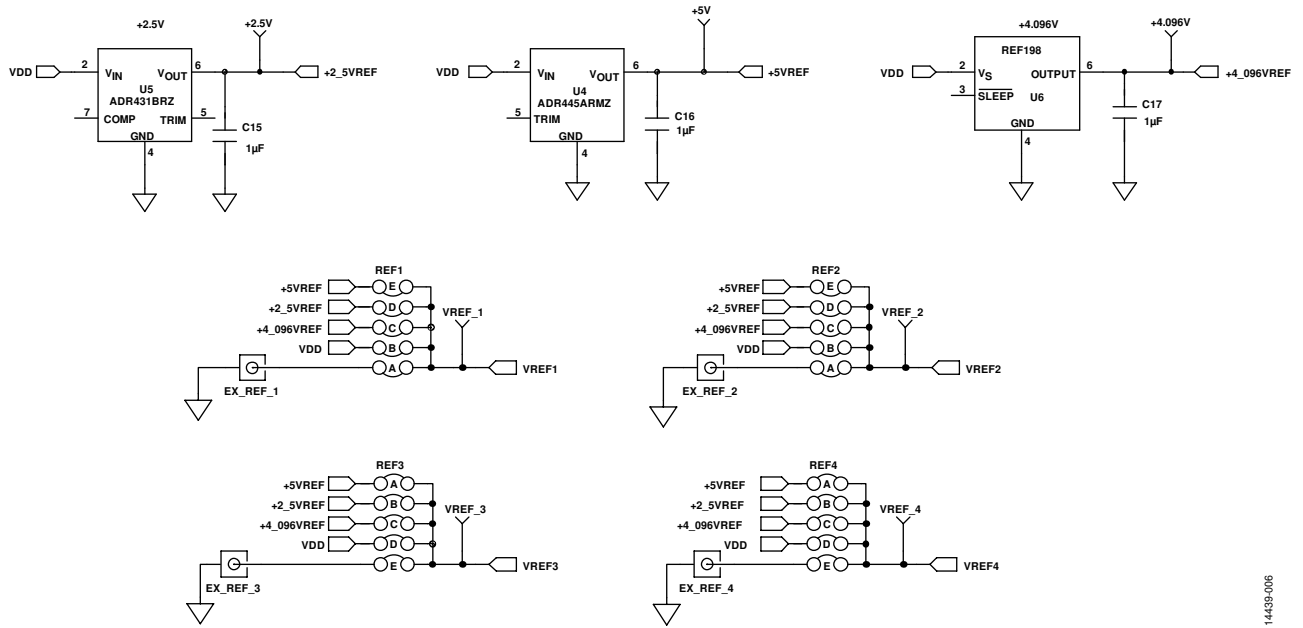 +2.5V
+2.5V
VDD
2
VIN
VOUT
6
+2_5VREF
U5
ADR431BRZ
7
COMP
TRIM
5
GND
4
C15
1µF
+5V
VDD
2
VIN
VOUT
6
+5VREF
U4
ADR445ARMZ
5
TRIM
GND
4
C16
1µF
+4.096V
+4.096V
REF198
VDD
2
VS
OUTPUT
6
+4_096VREF
3
SLEEP
U6
GND
4
C17
1µF
REF1
+5VREF
E
+2_5VREF
D
+4_096VREF
C
VDD
B
A
VREF_1
VREF1
EX_REF_1
REF2
+5VREF
E
+2_5VREF
D
+4_096VREF
C
VDD
B
A
VREF_2
VREF2
EX_REF_2
REF3
+5VREF
A
+2_5VREF
B
+4_096VREF
C
VDD
D
E
VREF_3
VREF3
EX_REF_3
REF4
+5VREF
A
+2_5VREF
B
+4_096VREF
C
VDD
D
E
VREF_4
VREF4
EX_REF_4
14439-006